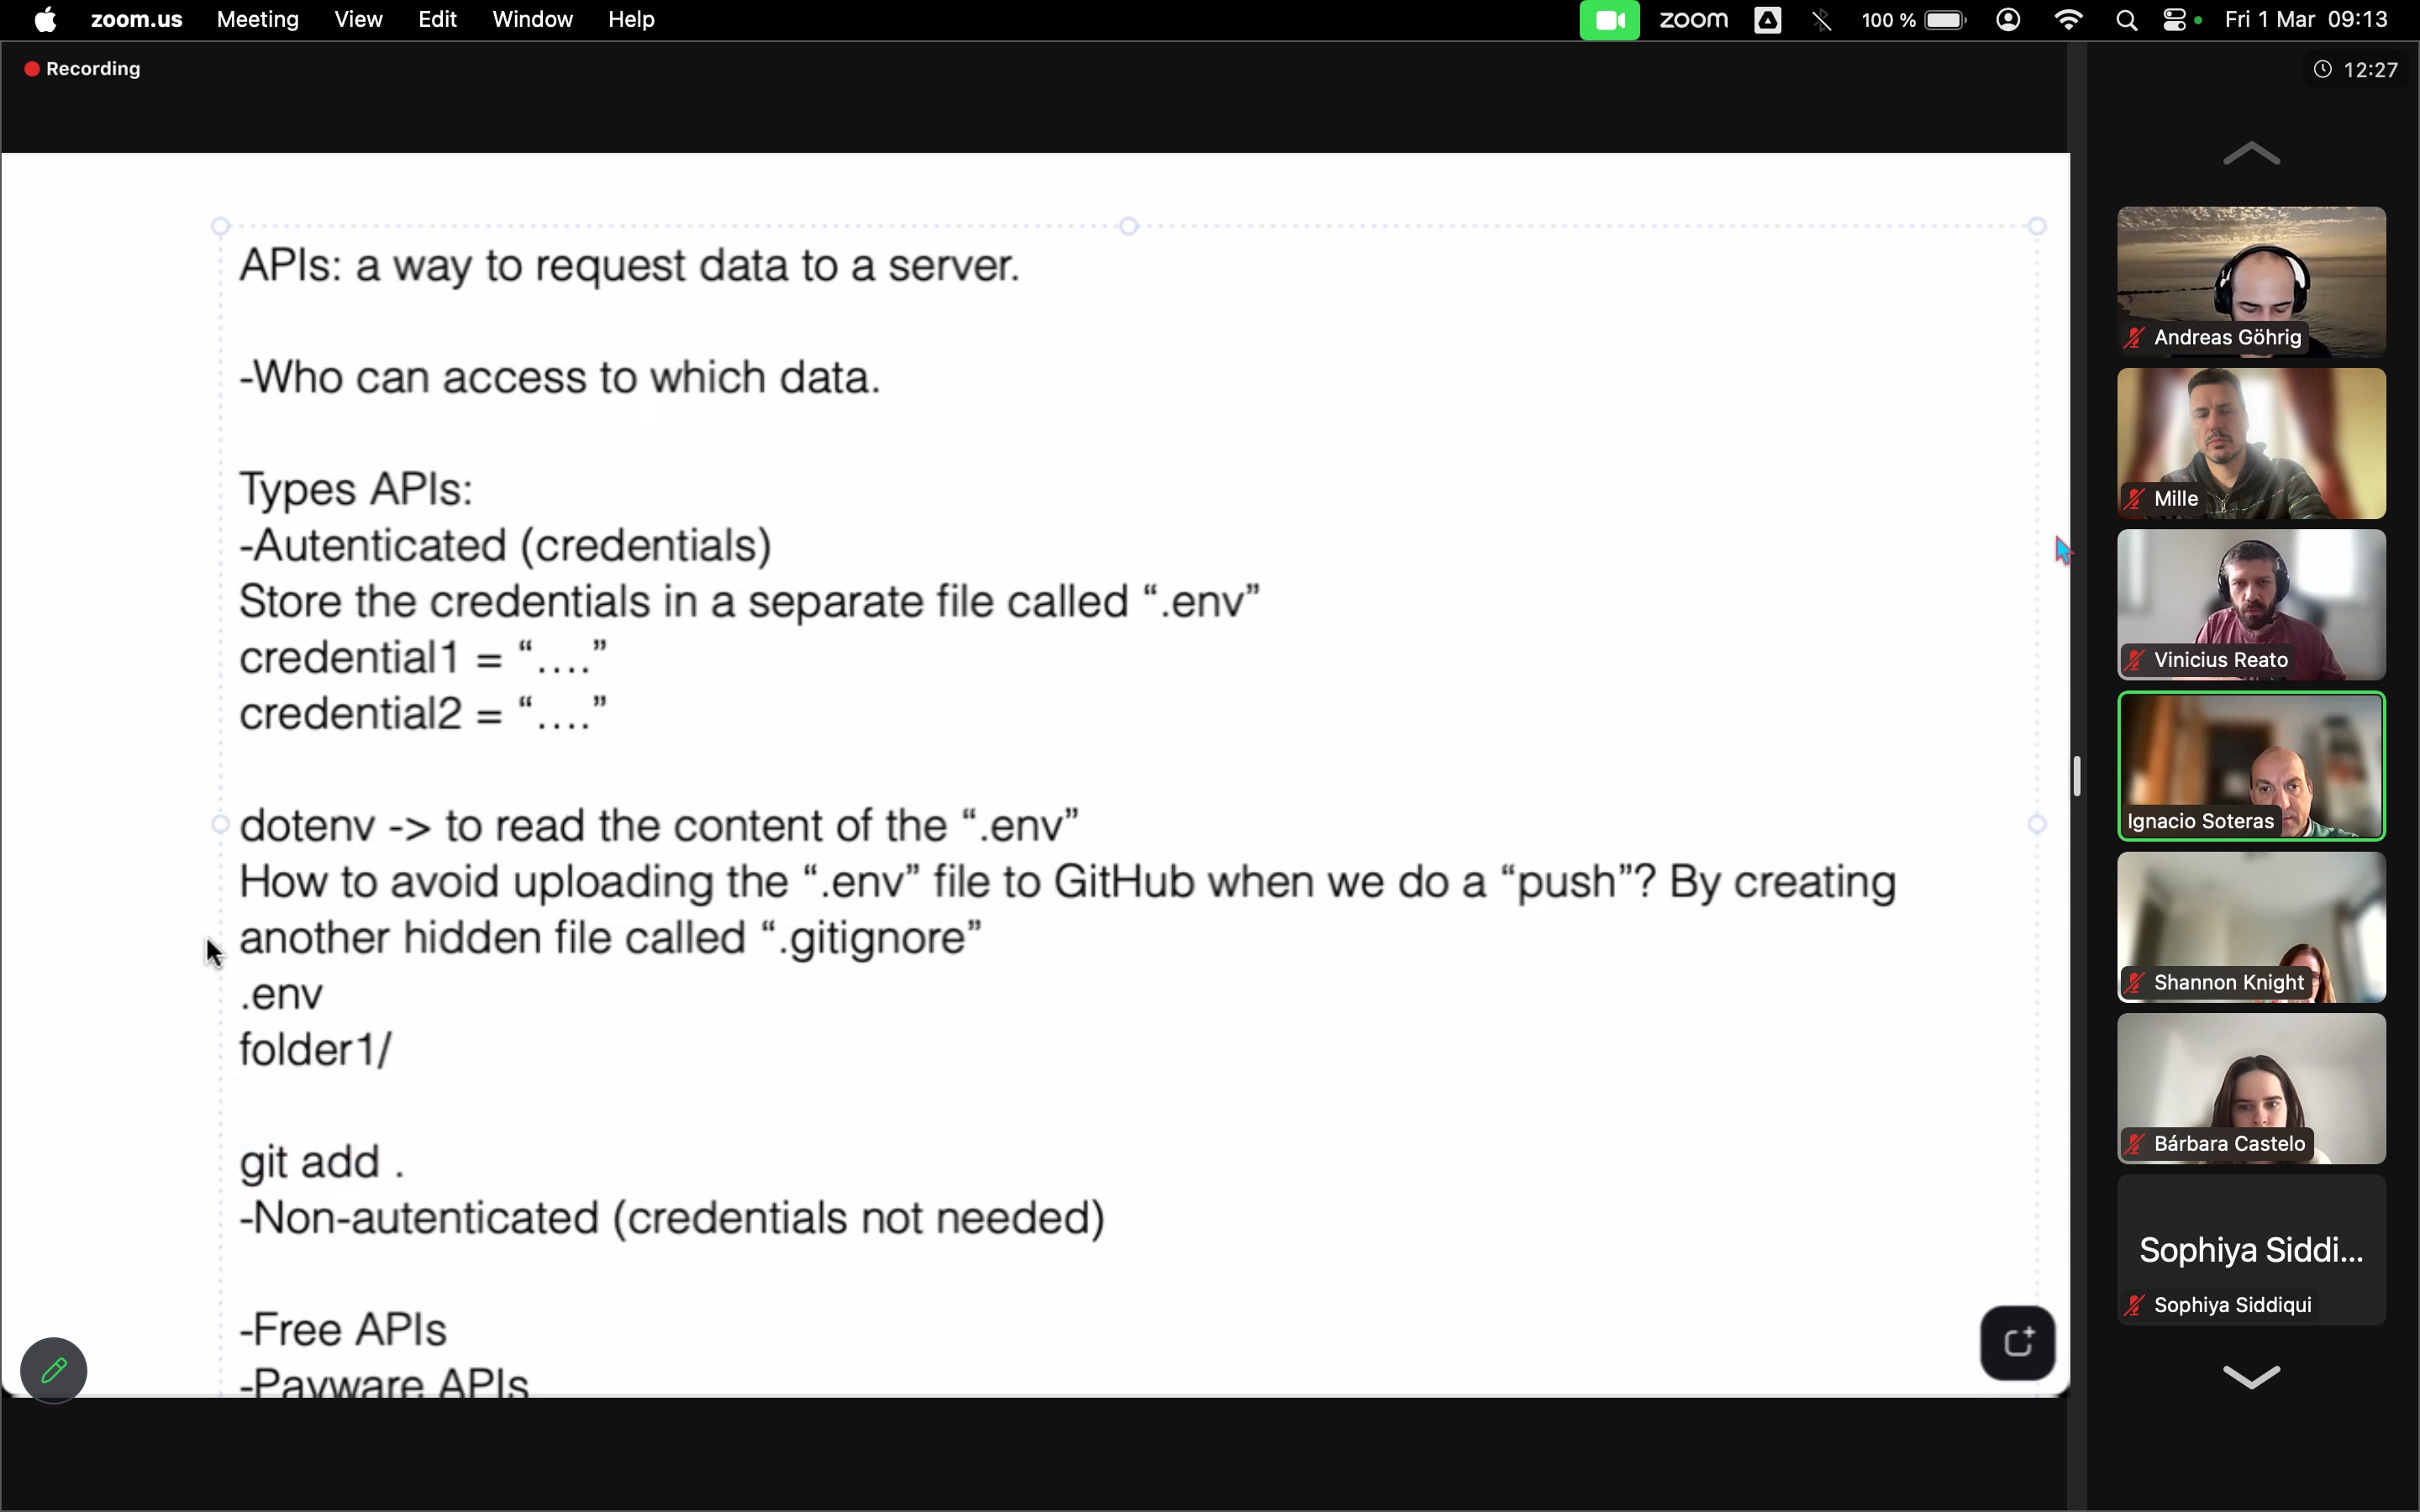 zoom.us Meeting View Edit Window Help zoom 100 % Fri 1 Mar 09:13
Recording
12:27
APIs: a way to request data to a server.
-Who can access to which data.
Types APIs:
-Autenticated (credentials)
Store the credentials in a separate file called “.env”
credential1 = “....”
credential2 = “....”
dotenv -> to read the content of the “.env”
How to avoid uploading the “.env” file to GitHub when we do a “push”? By creating
another hidden file called “.gitignore”
.env
folder1/
git add .
-Non-autenticated (credentials not needed)
-Free APIs
-Payware APIs
Andreas Göhrig
Mille
Vinicius Reato
Ignacio Soteras
Shannon Knight
Bárbara Castelo
Sophiya Siddi...
Sophiya Siddiqui